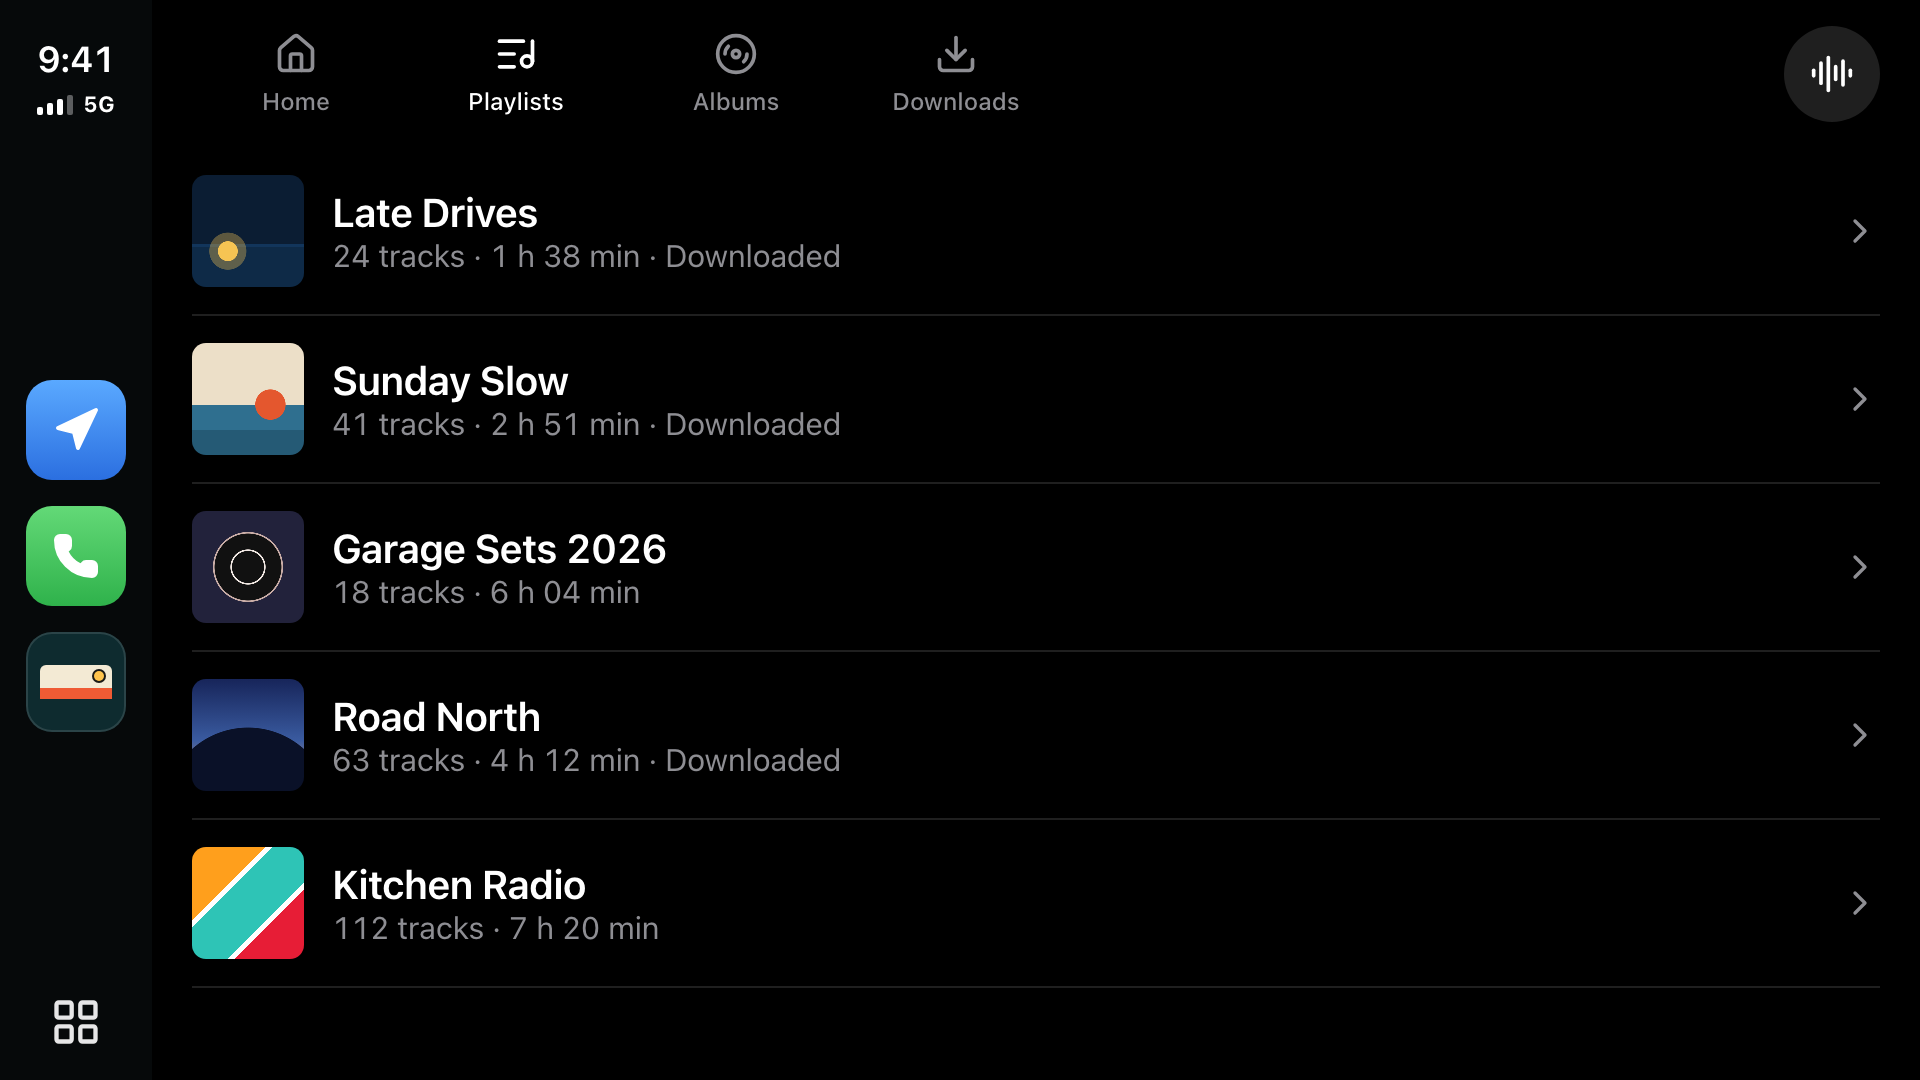 9:41
5G
Home
Playlists
Albums
Downloads
Late Drives
24 tracks · 1 h 38 min · Downloaded
Sunday Slow
41 tracks · 2 h 51 min · Downloaded
Garage Sets 2026
18 tracks · 6 h 04 min
Road North
63 tracks · 4 h 12 min · Downloaded
Kitchen Radio
112 tracks · 7 h 20 min